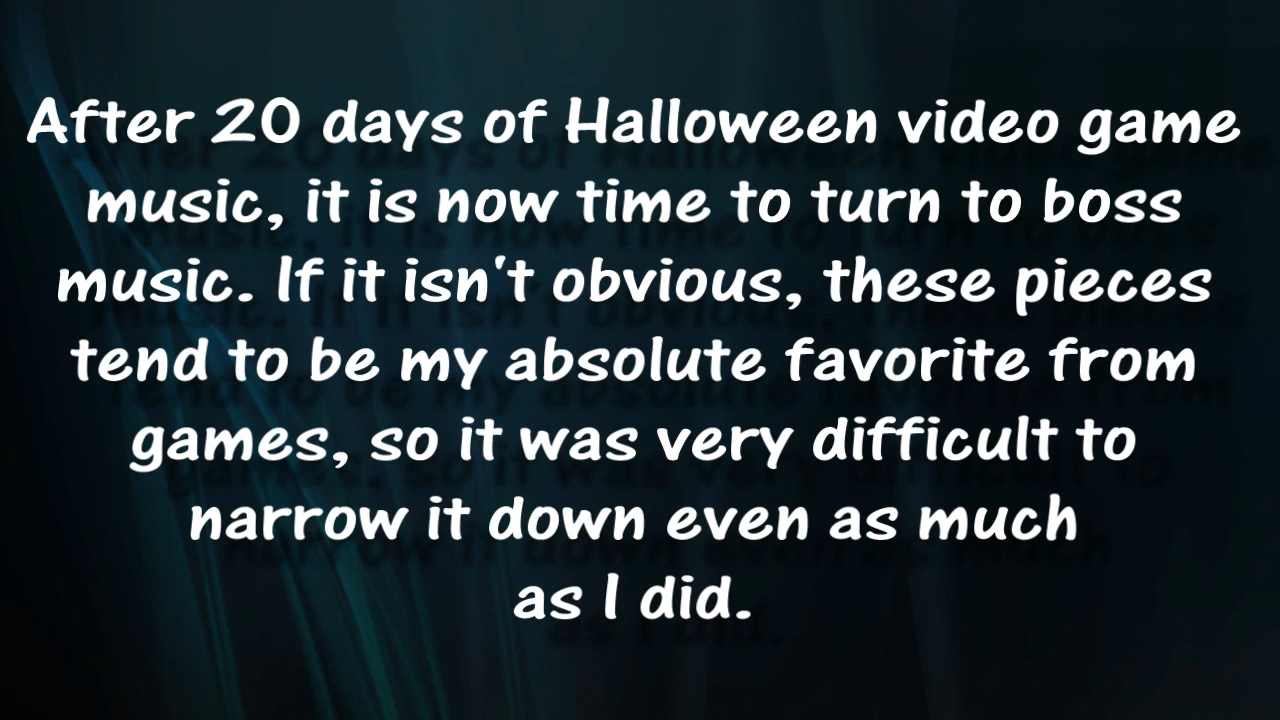 After 20 days of Halloween video game
music, it is now time to turn to boss
music. If it isn't obvious, these pieces
tend to be my absolute favorite from
games, so it was very difficult to
narrow it down even as much
as I did.